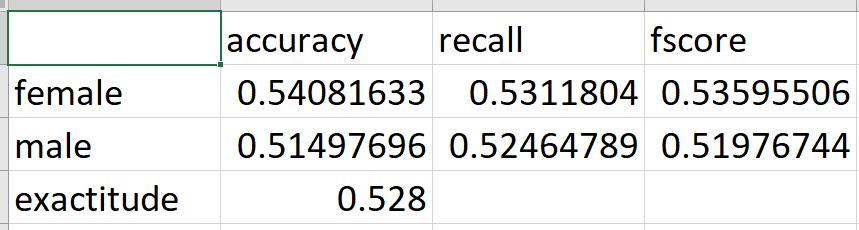 accuracy recall fscore
female 0.54081633 0.5311804 0.53595506
male 0.51497696 0.52464789 0.51976744
exactitude 0.528